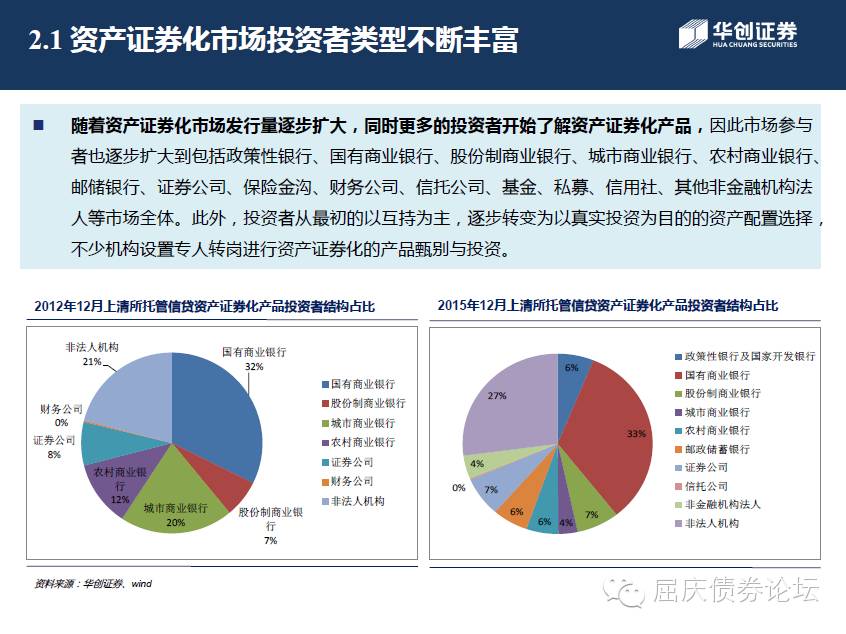 2.1 资产证券化市场投资者类型不断丰富
华创证券
HUA CHUANG SECURITIES
随着资产证券化市场发行量逐步扩大，同时更多的投资者开始了解资产证券化产品，因此市场参与
者也逐步扩大到包括政策性银行、国有商业银行、股份制商业银行、城市商业银行、农村商业银行、
邮储银行、证券公司、保险金沟、财务公司、信托公司、基金、私募、信用社、其他非金融机构法
人等市场全体。此外，投资者从最初的以互持为主，逐步转变为以真实投资为目的的资产配置选择，
不少机构设置专人转岗进行资产证券化的产品甄别与投资。
2012年12月上清所托管信贷资产证券化产品投资者结构占比
非法人机构
21%
国有商业银行
32%
财务公司
0%
证券公司
8%
农村商业银
行
12%
城市商业银行
20%
股份制商业银
行
7%
国有商业银行
股份制商业银行
城市商业银行
农村商业银行
证券公司
财务公司
非法人机构
2015年12月上清所托管信贷资产证券化产品投资者结构占比
6%
33%
7%
4%
6%
6%
7%
0%
4%
27%
政策性银行及国家开发银行
国有商业银行
股份制商业银行
城市商业银行
农村商业银行
邮政储蓄银行
证券公司
信托公司
非金融机构法人
非法人机构
资料来源：华创证券、wind
屈庆债券论坛